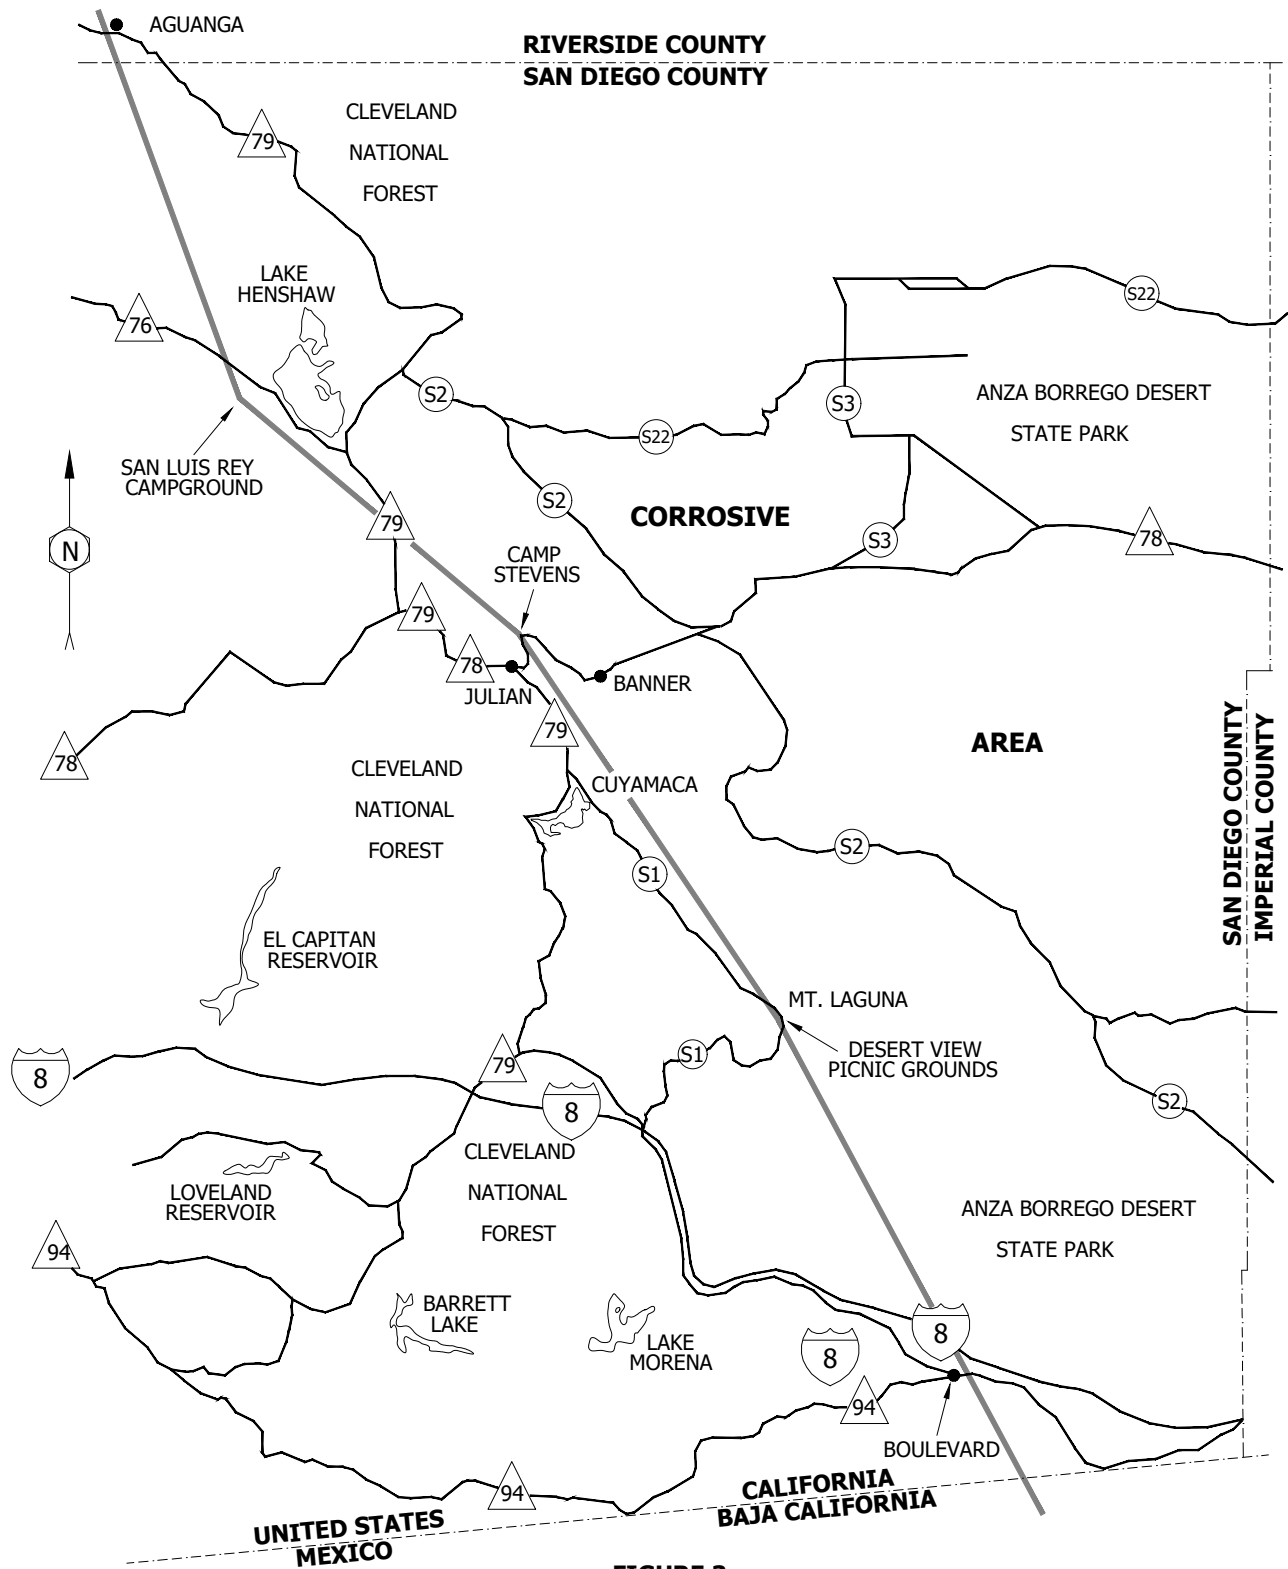 AGUANGA
RIVERSIDE COUNTY
SAN DIEGO COUNTY
CLEVELAND
NATIONAL
FOREST
79
LAKE
HENSHAW
76
S22
S2
S3
S22
ANZA BORREGO DESERT
STATE PARK
SAN LUIS REY
CAMPGROUND
S2
CORROSIVE
79
N
S3
78
CAMP
STEVENS
79
78
JULIAN
BANNER
79
78
AREA
SAN DIEGO COUNTY
IMPERIAL COUNTY
CLEVELAND
NATIONAL
FOREST
CUYAMACA
S2
S1
EL CAPITAN
RESERVOIR
MT. LAGUNA
DESERT VIEW
PICNIC GROUNDS
S1
79
8
8
S2
CLEVELAND
NATIONAL
FOREST
LOVELAND
RESERVOIR
ANZA BORREGO DESERT
STATE PARK
94
BARRETT
LAKE
LAKE
MORENA
8
8
94
BOULEVARD
94
CALIFORNIA
BAJA CALIFORNIA
UNITED STATES
MEXICO